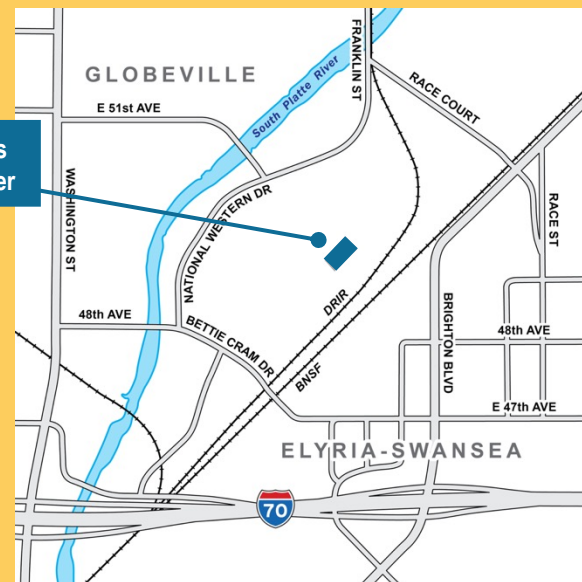 FRANKLIN ST
GLOBEVILLE
RACE COURT
E 51st AVE
South Platte River
s
er
WASHINGTON ST
NATIONAL WESTERN DR
RACE ST
DRIR
BRIGHTON BLVD
48th AVE
BETTIE CRAM DR
48th AVE
BNSF
E 47th AVE
ELYRIA-SWANSEA
70